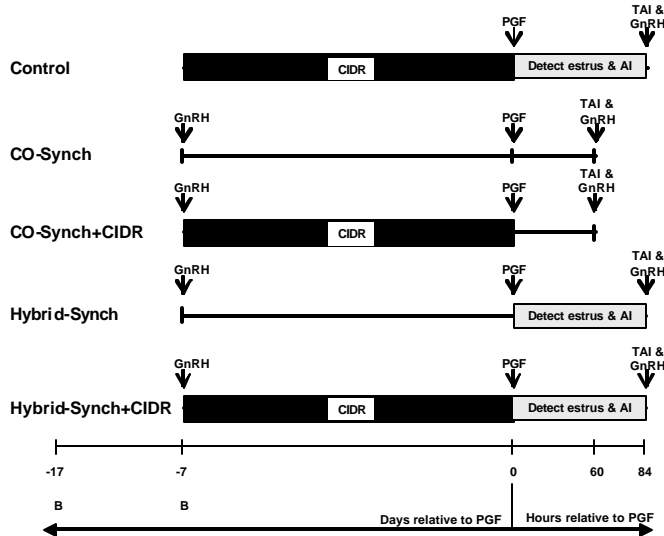 PGF
TAI &
GnRH
Control
CIDR
Detect estrus & AI
GnRH
PGF
TAI &
GnRH
CO-Synch
GnRH
PGF
TAI &
GnRH
CO-Synch+CIDR
CIDR
GnRH
PGF
TAI &
GnRH
Hybrid-Synch
Detect estrus & AI
GnRH
PGF
TAI &
GnRH
Hybrid-Synch+CIDR
CIDR
Detect estrus & AI
-17 -7 0 60 84
B B
Days relative to PGF Hours relative to PGF